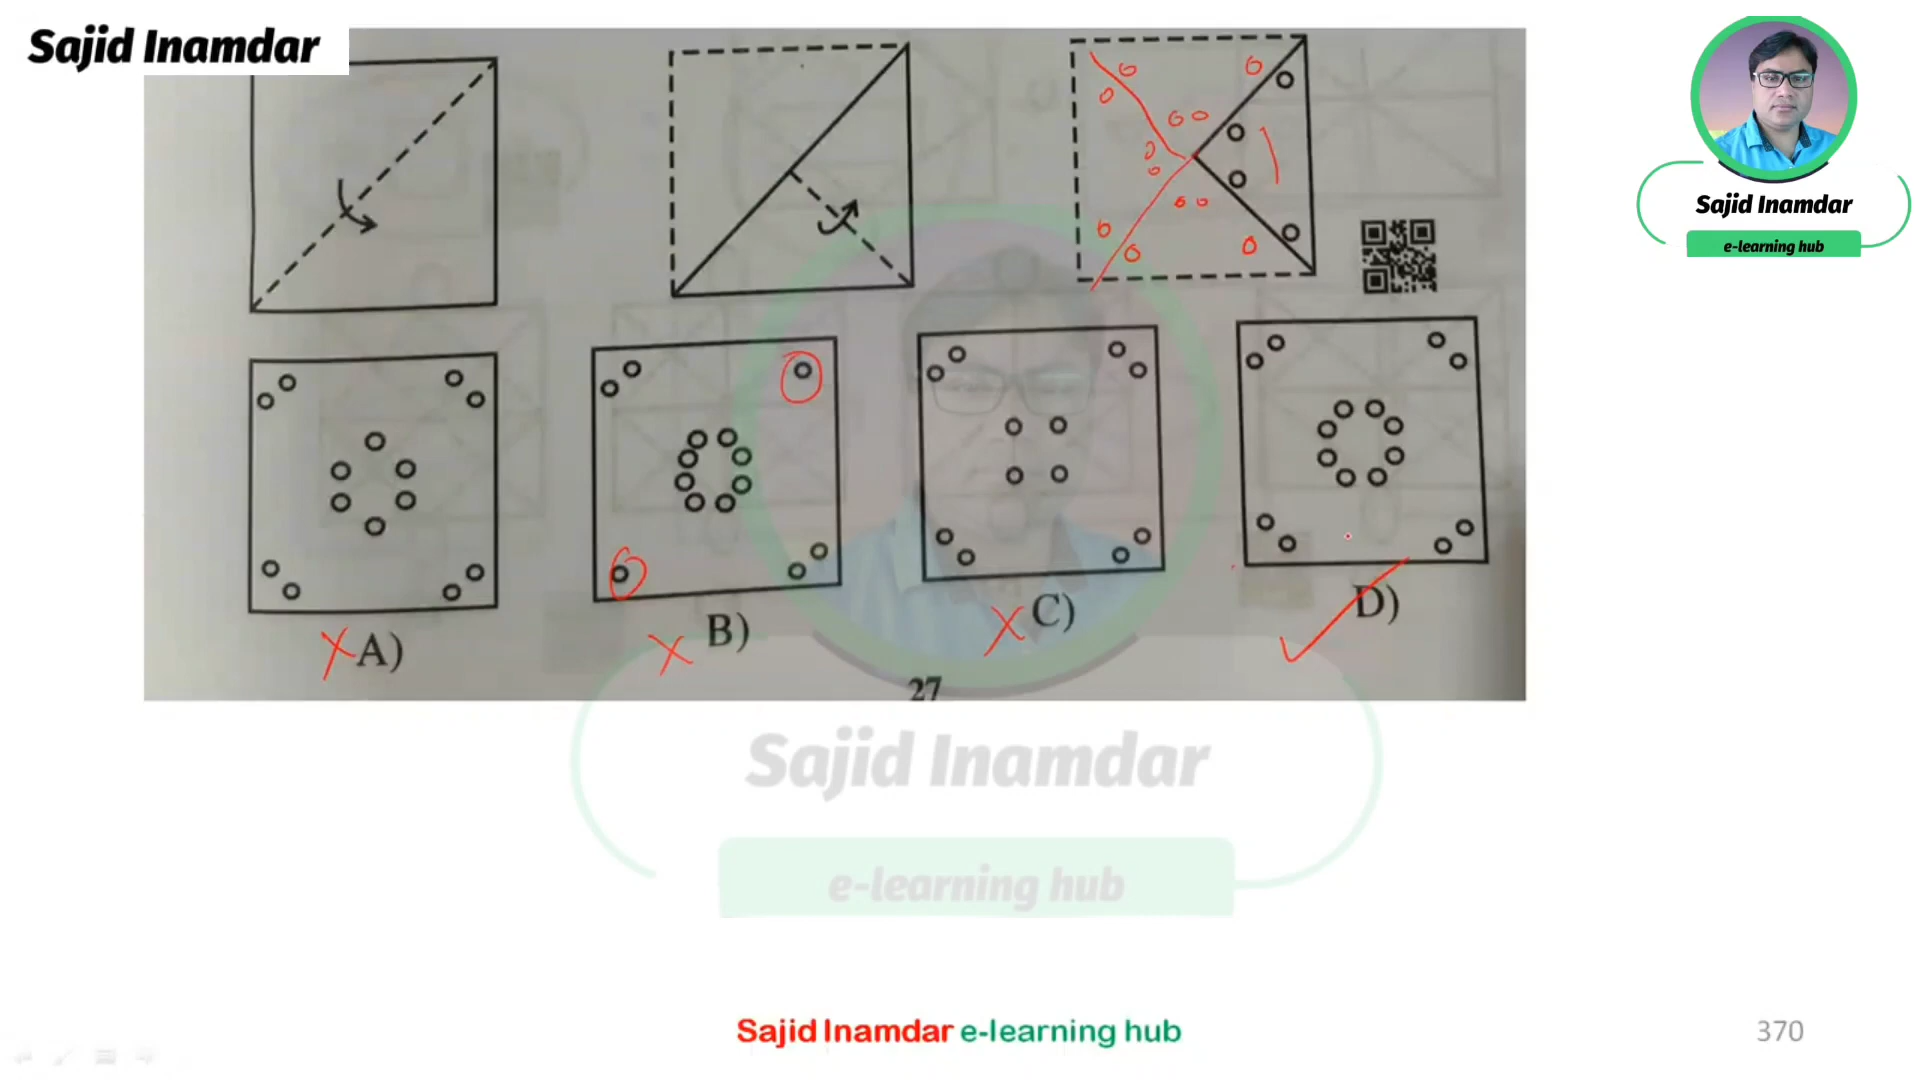 Sajid Inamdar
Sajid Inamdar
e-learning hub
A)
B)
C)
D)
27
Sajid Inamdar
e-learning hub
Sajid Inamdar e-learning hub
370